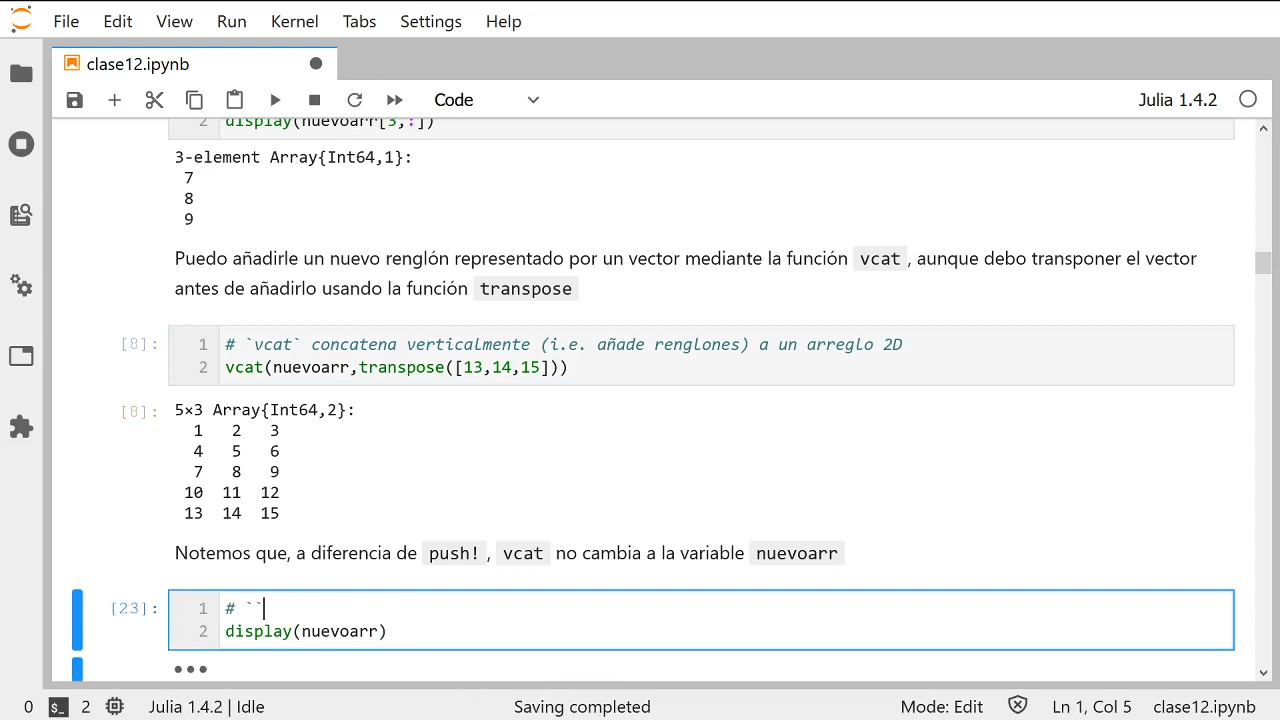 File Edit View Run Kernel Tabs Settings Help
clase12.ipynb
Code
Julia 1.4.2
2 display(nuevoarr[3,:])
3-element Array{Int64,1}:
7
8
9
Puedo añadirle un nuevo renglón representado por un vector mediante la función vcat, aunque debo transponer el vector
antes de añadirlo usando la función transpose
[8]: 1 # `vcat` concatena verticalmente (i.e. añade renglones) a un arreglo 2D
2 vcat(nuevoarr,transpose([13,14,15]))
[8]: 5×3 Array{Int64,2}:
1 2 3
4 5 6
7 8 9
10 11 12
13 14 15
Notemos que, a diferencia de push!, vcat no cambia a la variable nuevoarr
[23]: 1 # ``
2 display(nuevoarr)
0 $_ 2 Julia 1.4.2 | Idle Saving completed Mode: Edit Ln 1, Col 5 clase12.ipynb